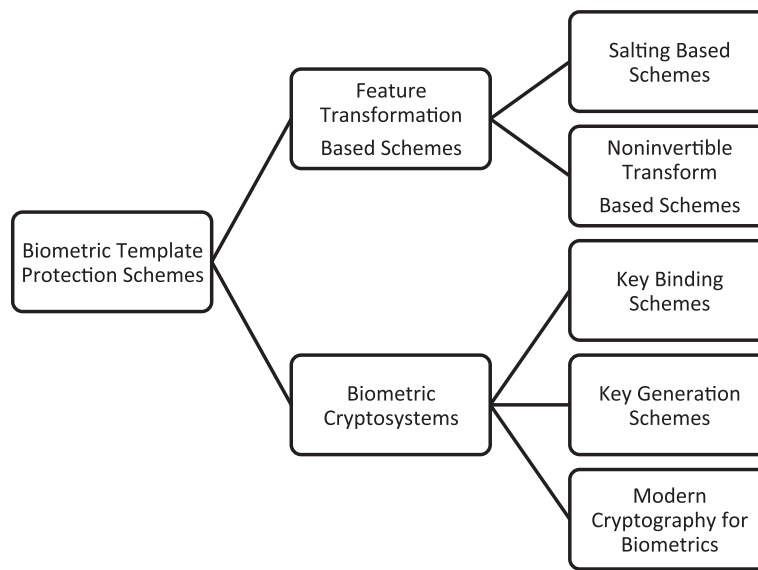 Salting Based
Schemes
Feature
Transformation
Based Schemes
Noninvertible
Transform
Based Schemes
Biometric Template
Protection Schemes
Key Binding
Schemes
Biometric
Cryptosystems
Key Generation
Schemes
Modern
Cryptography for
Biometrics